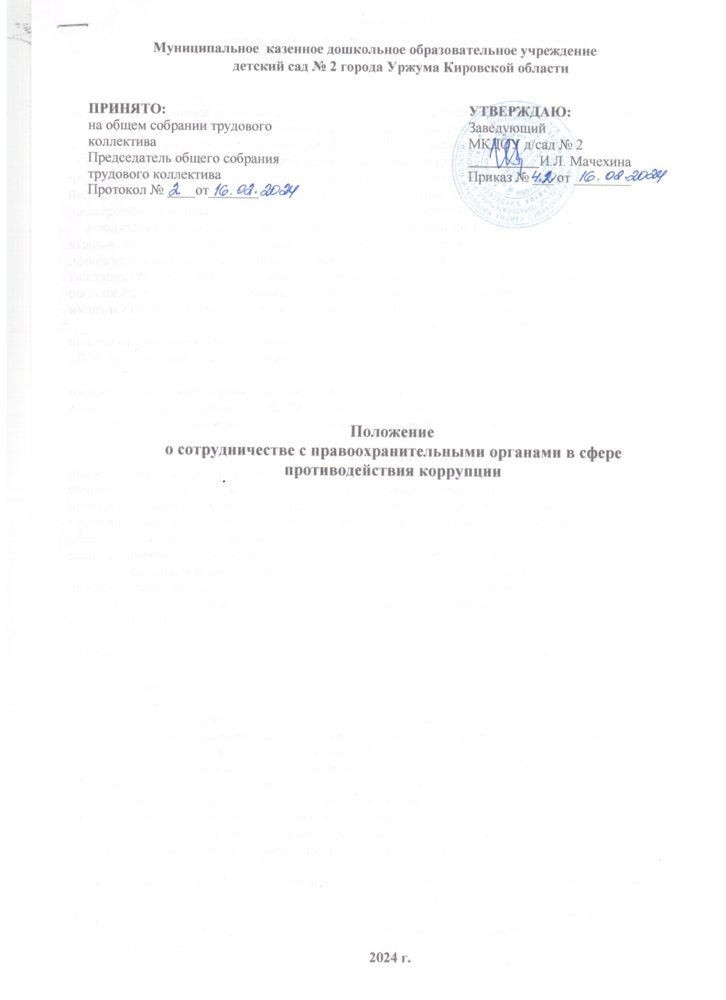 Муниципальное казенное дошкольное образовательное учреждение
детский сад № 2 города Уржума Кировской области
ПРИНЯТО:
на общем собрании трудового
коллектива
Председатель общего собрания
трудового коллектива
Протокол № 2 от 16.02.2024
УТВЕРЖДАЮ:
Заведующий
МКДОУ д/сад № 2
И.Л. Мачехина
Приказ № 42 от 16.02.2024
Положение
о сотрудничестве с правоохранительными органами в сфере
противодействия коррупции
2024 г.